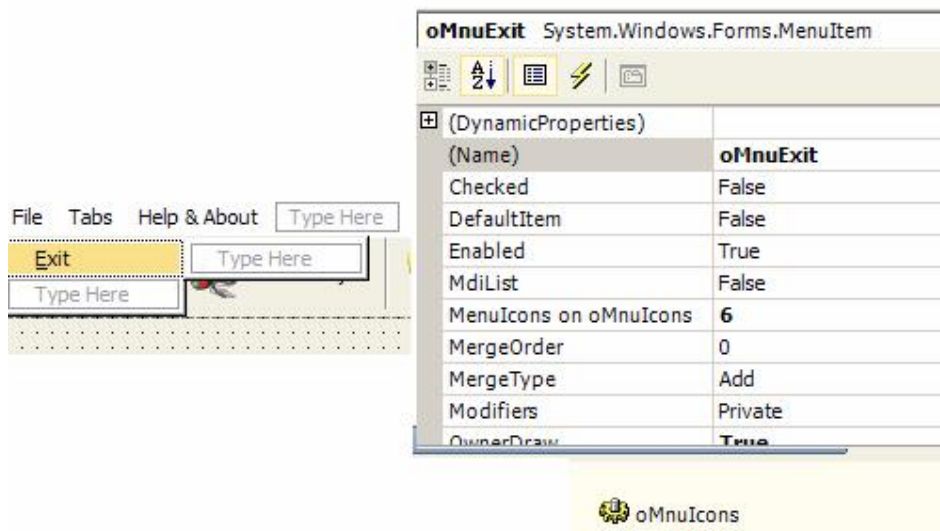 oMnuExit System.Windows.Forms.MenuItem
(DynamicProperties)
(Name) oMnuExit
Checked False
DefaultItem False
Enabled True
MdiList False
MenuIcons on oMnuIcons 6
MergeOrder 0
MergeType Add
Modifiers Private
OwnerDraw True
File Tabs Help & About Type Here
Exit Type Here
Type Here
oMnuIcons